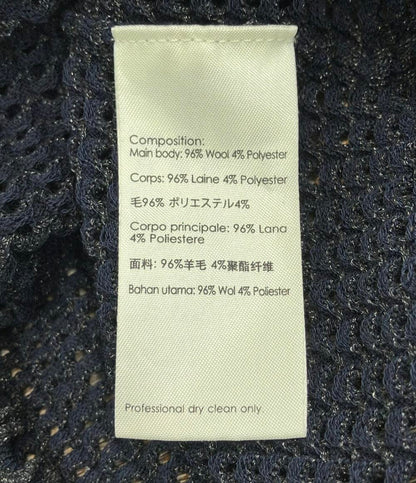 Composition:
Main body: 96% Wool 4% Polyester
Corps: 96% Laine 4% Polyester
毛96% ポリエステル4%
Corpo principale: 96% Lana
4% Poliestere
面料: 96%羊毛 4%聚酯纤维
Bahan utama: 96% Wol 4% Poliester
Professional dry clean only.